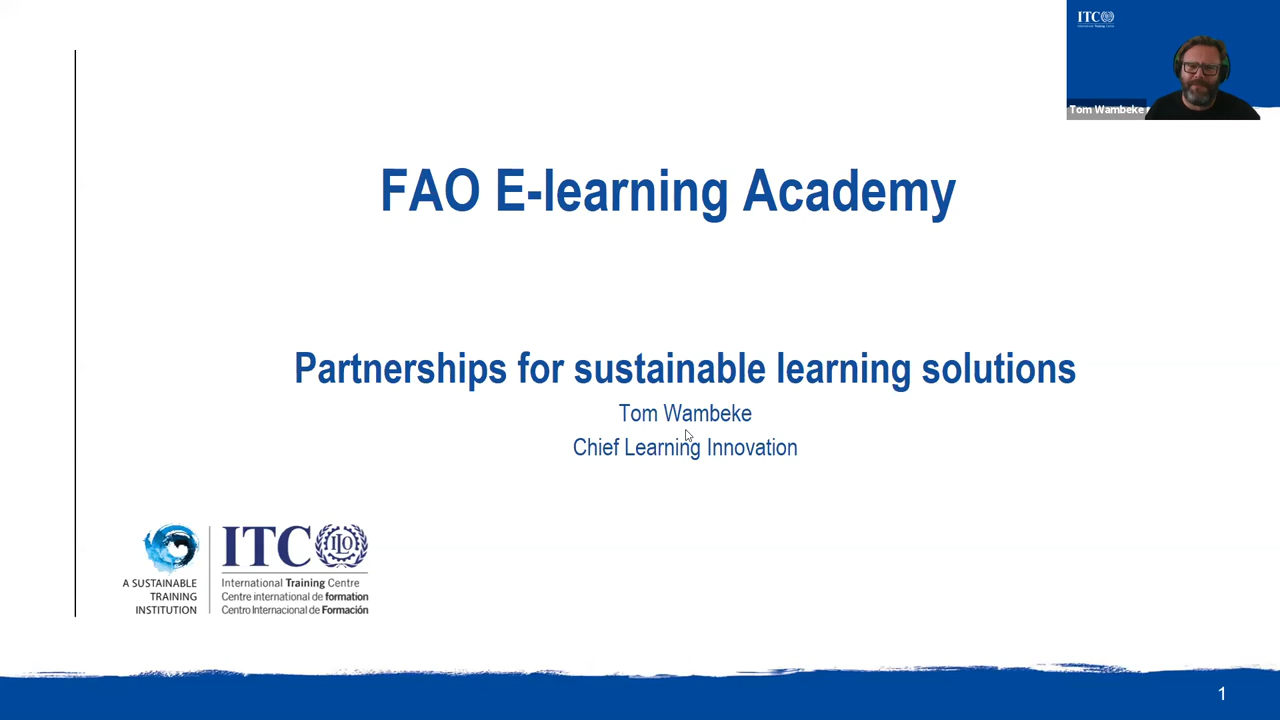 ITC
Tom Wambeke
FAO E-learning Academy
Partnerships for sustainable learning solutions
Tom Wambeke
Chief Learning Innovation
ITC ILO
A SUSTAINABLE
TRAINING
INSTITUTION
International Training Centre
Centre international de formation
Centro Internacional de Formación
1